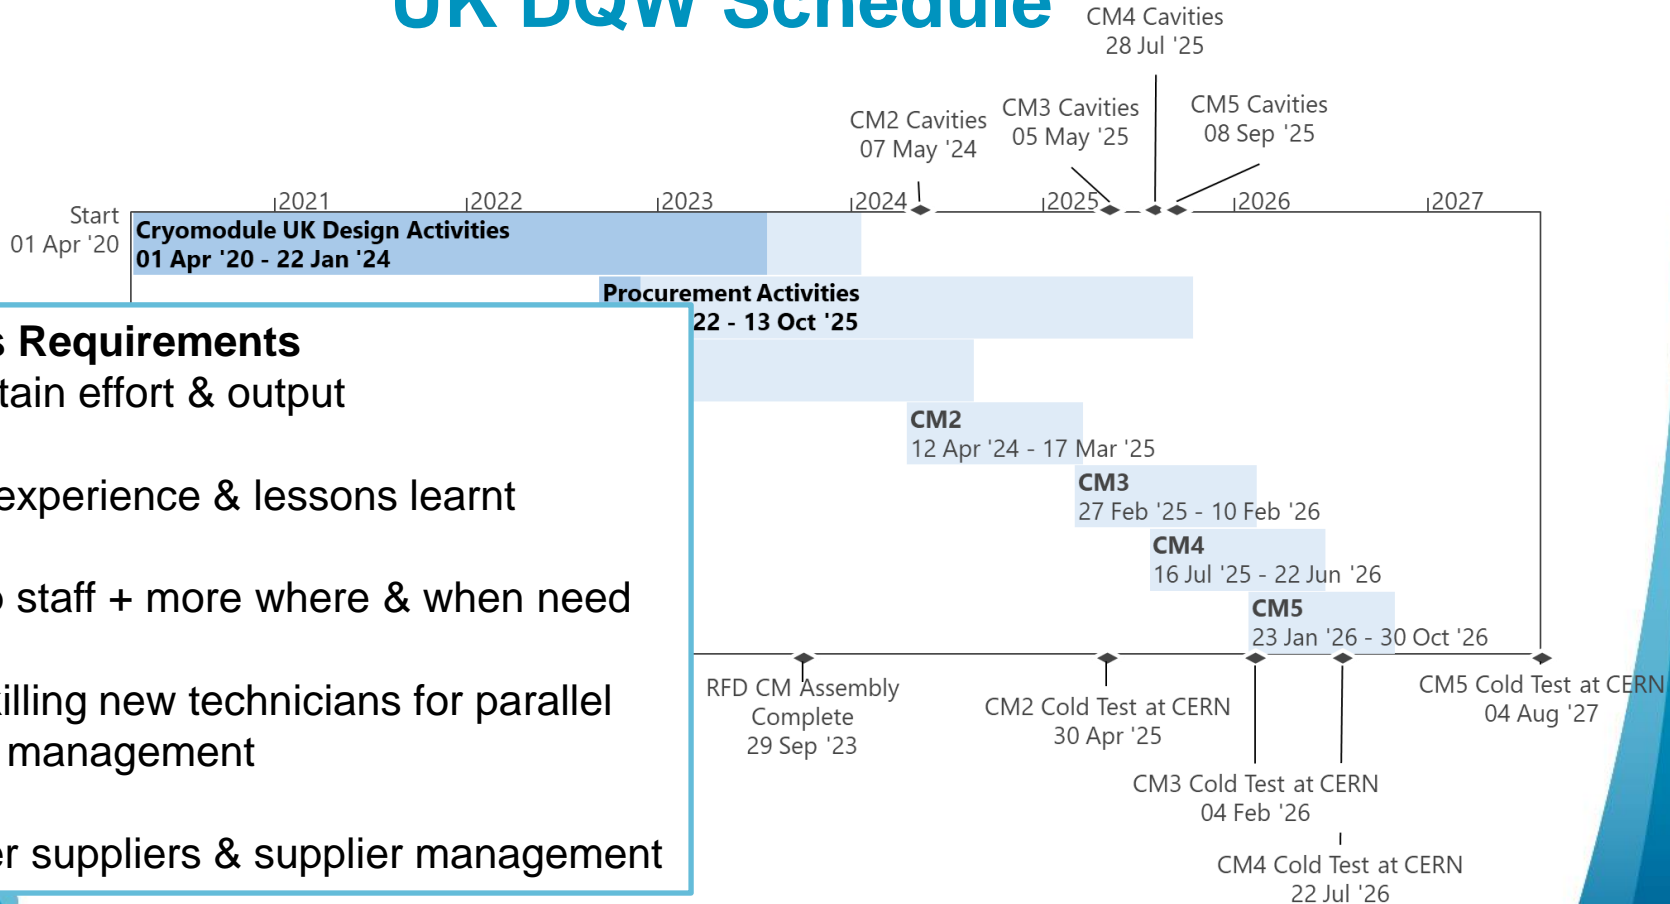 UK DQW Schedule
CM4 Cavities
28 Jul '25
CM2 Cavities
07 May '24
CM3 Cavities
05 May '25
CM5 Cavities
08 Sep '25
2021
2022
2023
2024
2025
2026
2027
Start
01 Apr '20
Cryomodule UK Design Activities
01 Apr '20 - 22 Jan '24
Procurement Activities
22 - 13 Oct '25
Requirements
effort & output
experience & lessons learnt
staff + more where & when need
new technicians for parallel
management
suppliers & supplier management
CM2
12 Apr '24 - 17 Mar '25
CM3
27 Feb '25 - 10 Feb '26
CM4
16 Jul '25 - 22 Jun '26
CM5
23 Jan '26 - 30 Oct '26
RFD CM Assembly
Complete
29 Sep '23
CM2 Cold Test at CERN
30 Apr '25
CM3 Cold Test at CERN
04 Feb '26
CM4 Cold Test at CERN
22 Jul '26
CM5 Cold Test at CERN
04 Aug '27